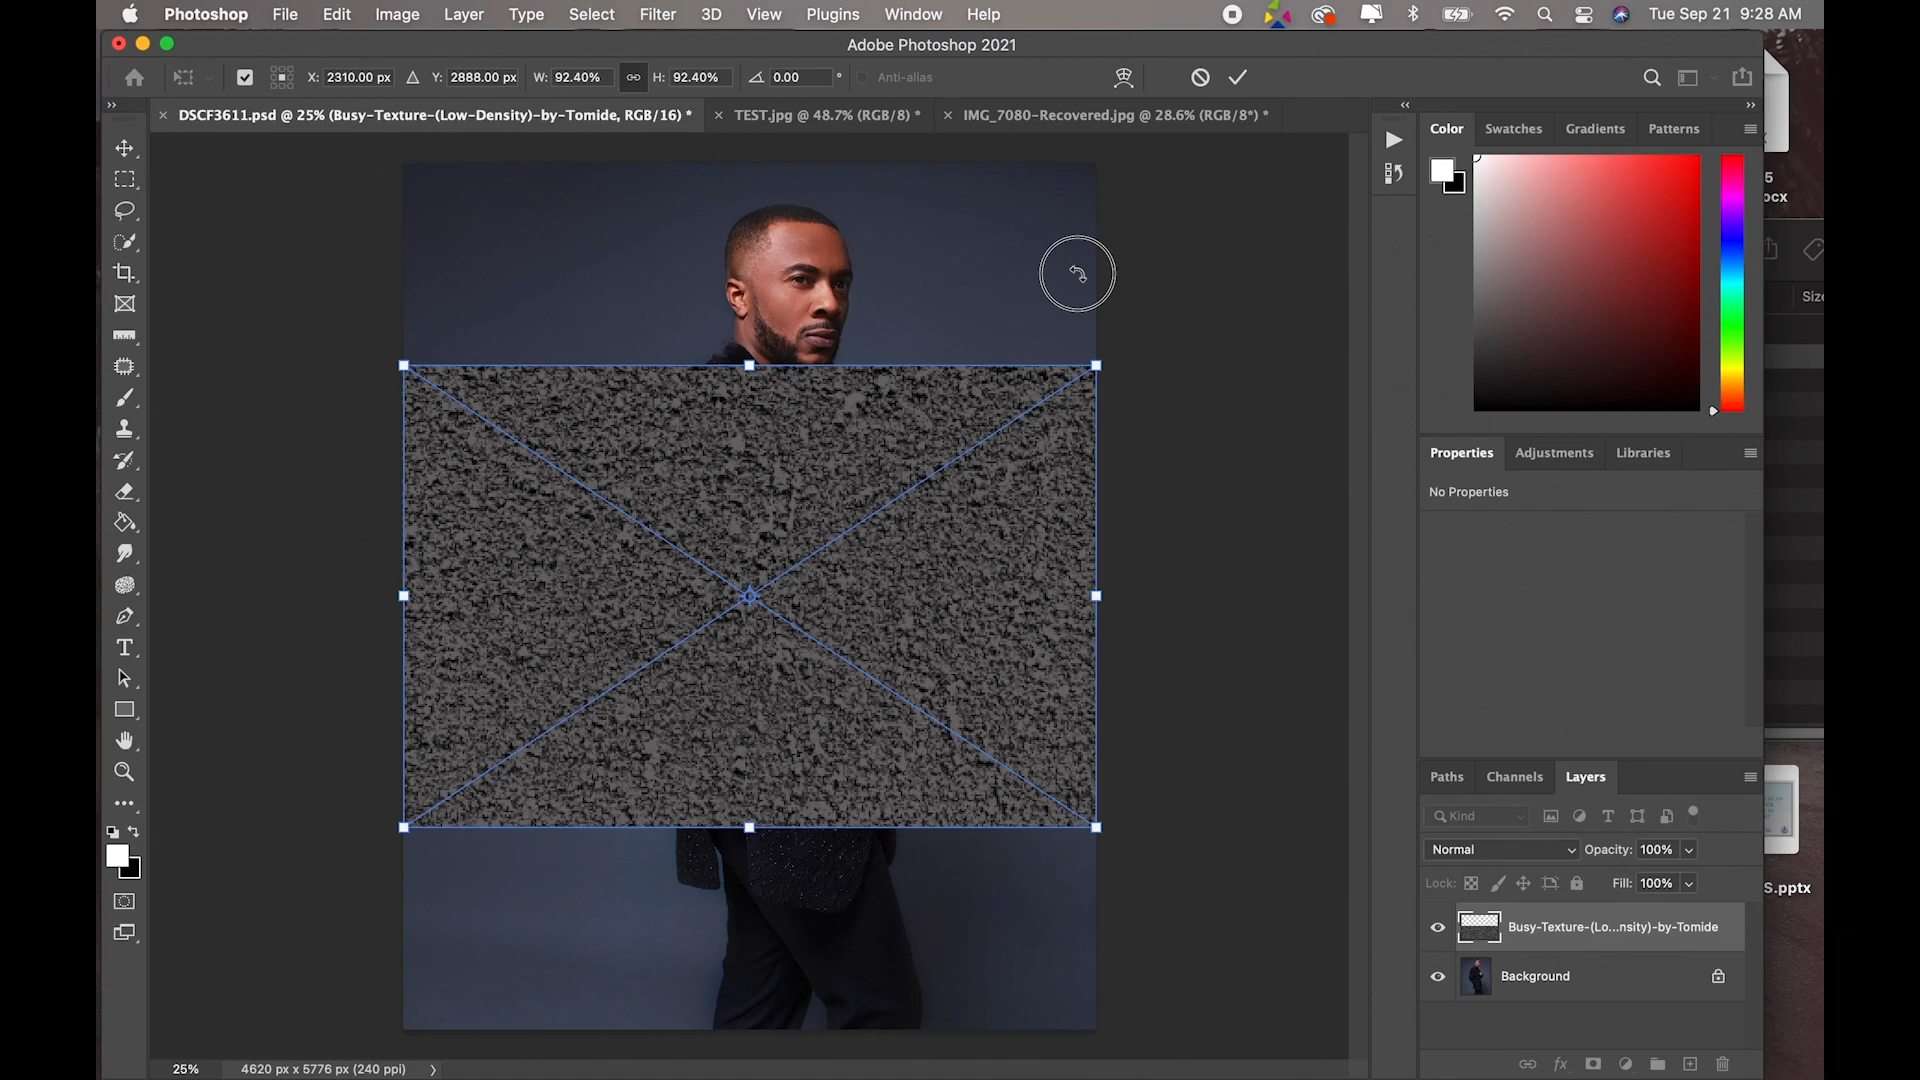 Photoshop File Edit Image Layer Type Select Filter 3D View Plugins Window Help Tue Sep 21 9:28 AM
Adobe Photoshop 2021
X: 2310.00 px Y: 2888.00 px W: 92.40% H: 92.40% 0.00 ° Anti-alias
DSCF3611.psd @ 25% (Busy-Texture-(Low-Density)-by-Tomide, RGB/16) * TEST.jpg @ 48.7% (RGB/8) * IMG_7080-Recovered.jpg @ 28.6% (RGB/8*) *
Color Swatches Gradients Patterns
5
ocx
Size
Properties Adjustments Libraries
No Properties
Paths Channels Layers
Kind
Normal Opacity: 100%
Lock: Fill: 100%
S.pptx
Busy-Texture-(Lo...nsity)-by-Tomide
Background
fx
25% 4620 px x 5776 px (240 ppi)